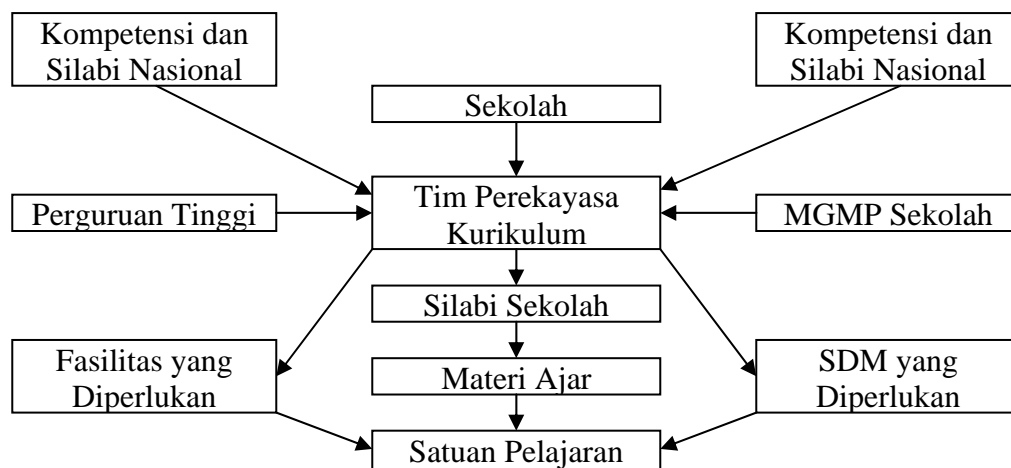 Kompetensi dan
Silabi Nasional
Kompetensi dan
Silabi Nasional
Sekolah
Perguruan Tinggi
Tim Perekayasa
Kurikulum
MGMP Sekolah
Silabi Sekolah
Fasilitas yang
Diperlukan
Materi Ajar
SDM yang
Diperlukan
Satuan Pelajaran